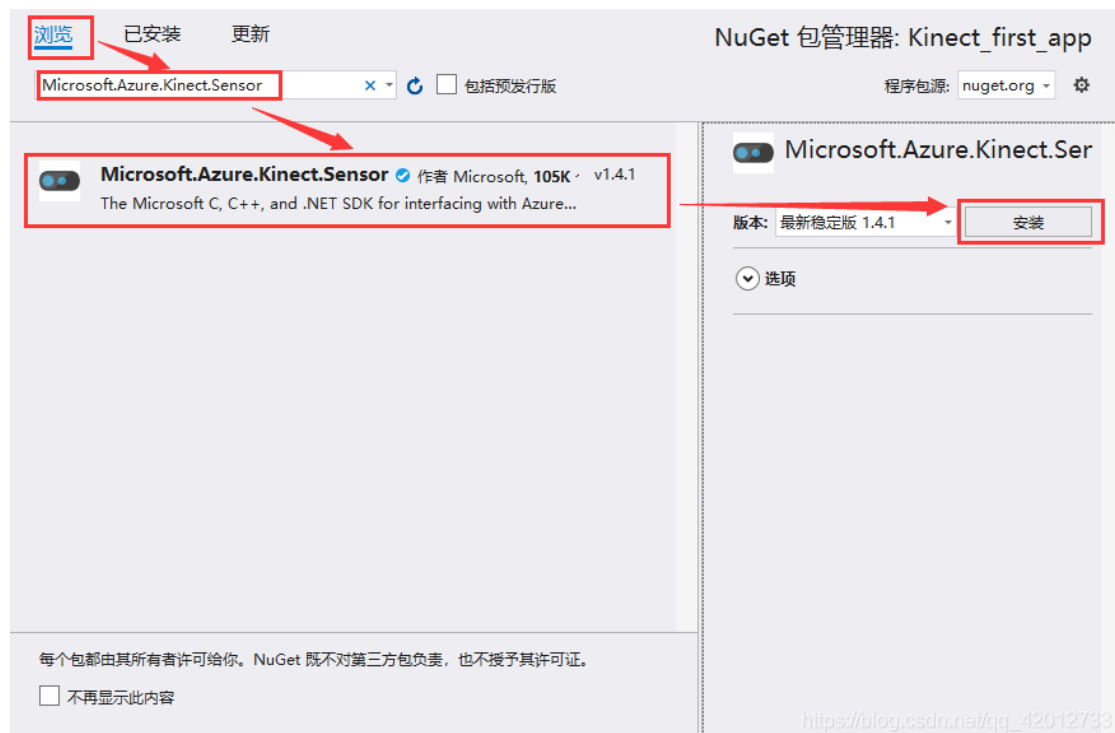 浏览 已安装 更新
NuGet 包管理器: Kinect_first_app
Microsoft.Azure.Kinect.Sensor
包括预发行版
程序包源: nuget.org
Microsoft.Azure.Kinect.Sensor 作者 Microsoft, 105K v1.4.1
The Microsoft C, C++, and .NET SDK for interfacing with Azure...
Microsoft.Azure.Kinect.Ser
版本: 最新稳定版 1.4.1 安装
选项
每个包都由其所有者许可给你。NuGet 既不对第三方包负责，也不授予其许可证。
不再显示此内容
https://blog.csdn.net/qq_42012733